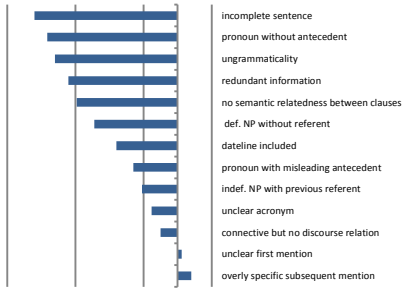 incomplete sentence
pronoun without antecedent
ungrammaticality
redundant information
no semantic relatedness between clauses
def. NP without referent
dateline included
pronoun with misleading antecedent
indef. NP with previous referent
unclear acronym
connective but no discourse relation
unclear first mention
overly specific subsequent mention